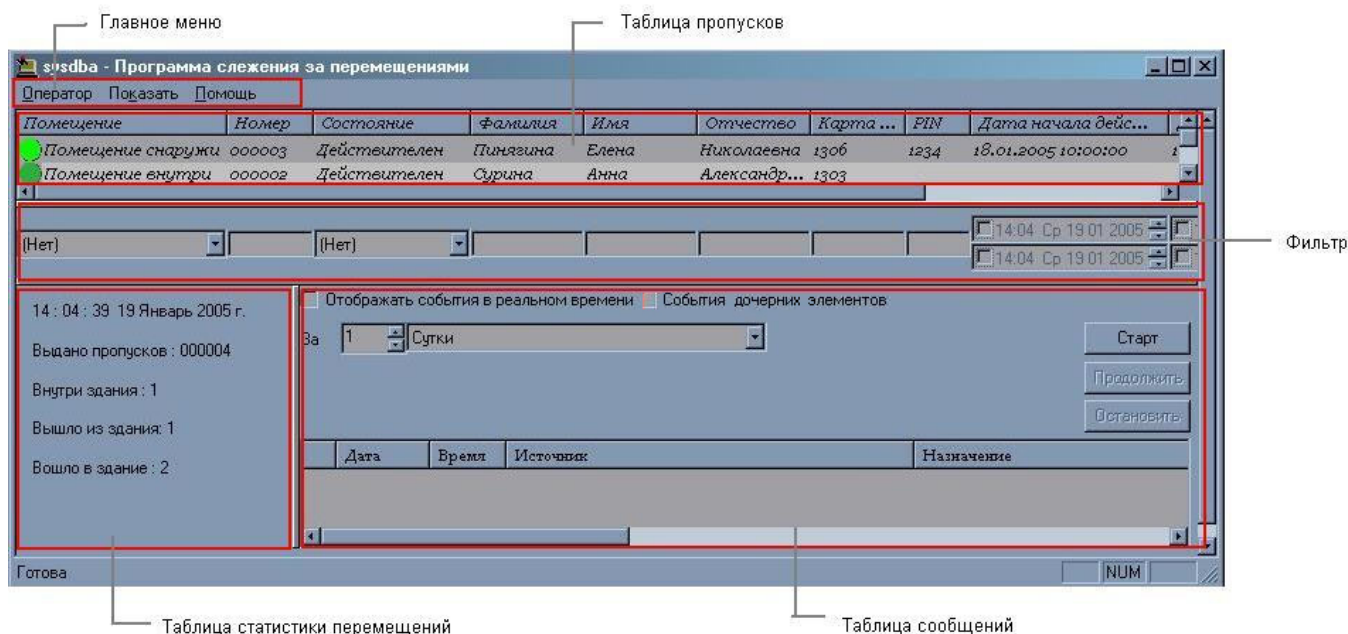 Главное меню
Таблица пропусков
sysdba - Программа слежения за перемещениями
Оператор Показать Помощь
Помещение Номер Состояние Фамилия Имя Отчество Карта ... PIN Дата начала дейс...
Помещение снаружи 000003 Действителен Пинягина Елена Николаевна 1306 1234 18.01.2005 10:00:00 1
Помещение внутри 000002 Действителен Сурина Анна Александр... 1303
(Нет) (Нет) 14:04 Ср 19 01 2005
14:04 Ср 19 01 2005
Фильтр
14 : 04 : 39 19 Январь 2005 г.
Выдано пропусков : 000004
Внутри здания : 1
Вышло из здания: 1
Вошло в здание : 2
Отображать события в реальном времени События дочерних элементов
За 1 Сутки
Старт
Продолжить
Остановить
Дата Время Источник Назначение
Готова NUM
Таблица статистики перемещений
Таблица сообщений